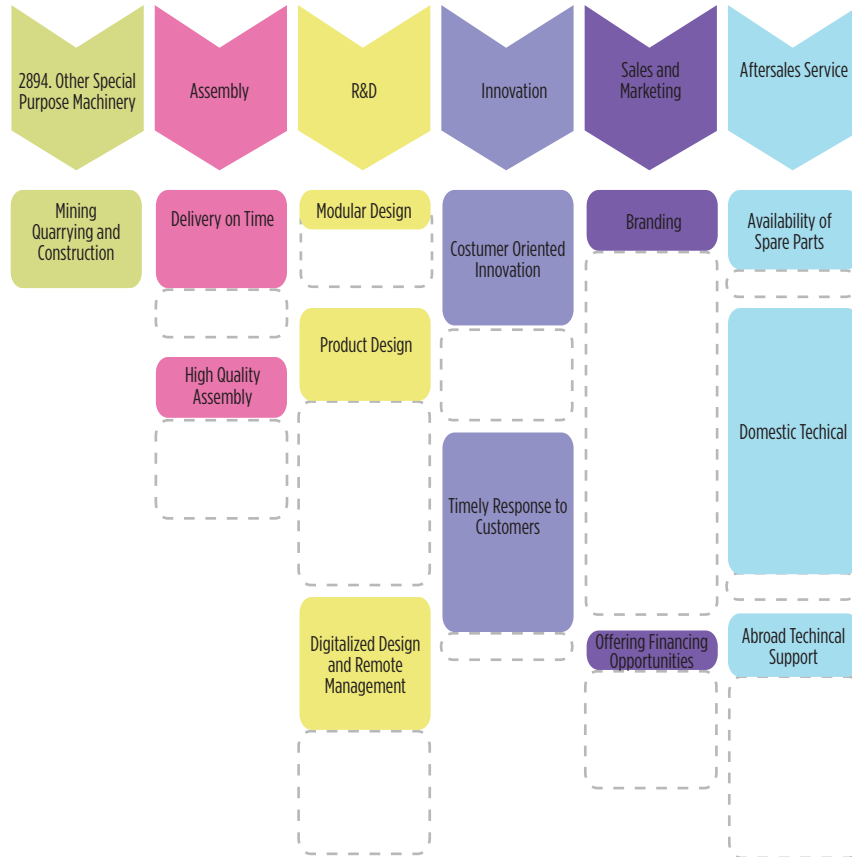 2894. Other Special
Purpose Machinery
Assembly
R&D
Innovation
Sales and
Marketing
Aftersales Service
Mining
Quarrying and
Construction
Delivery on Time
High Quality
Assembly
Modular Design
Product Design
Digitalized Design
and Remote
Management
Costumer Oriented
Innovation
Timely Response to
Customers
Branding
Offering Financing
Opportunities
Availability of
Spare Parts
Domestic Techical
Abroad Techincal
Support